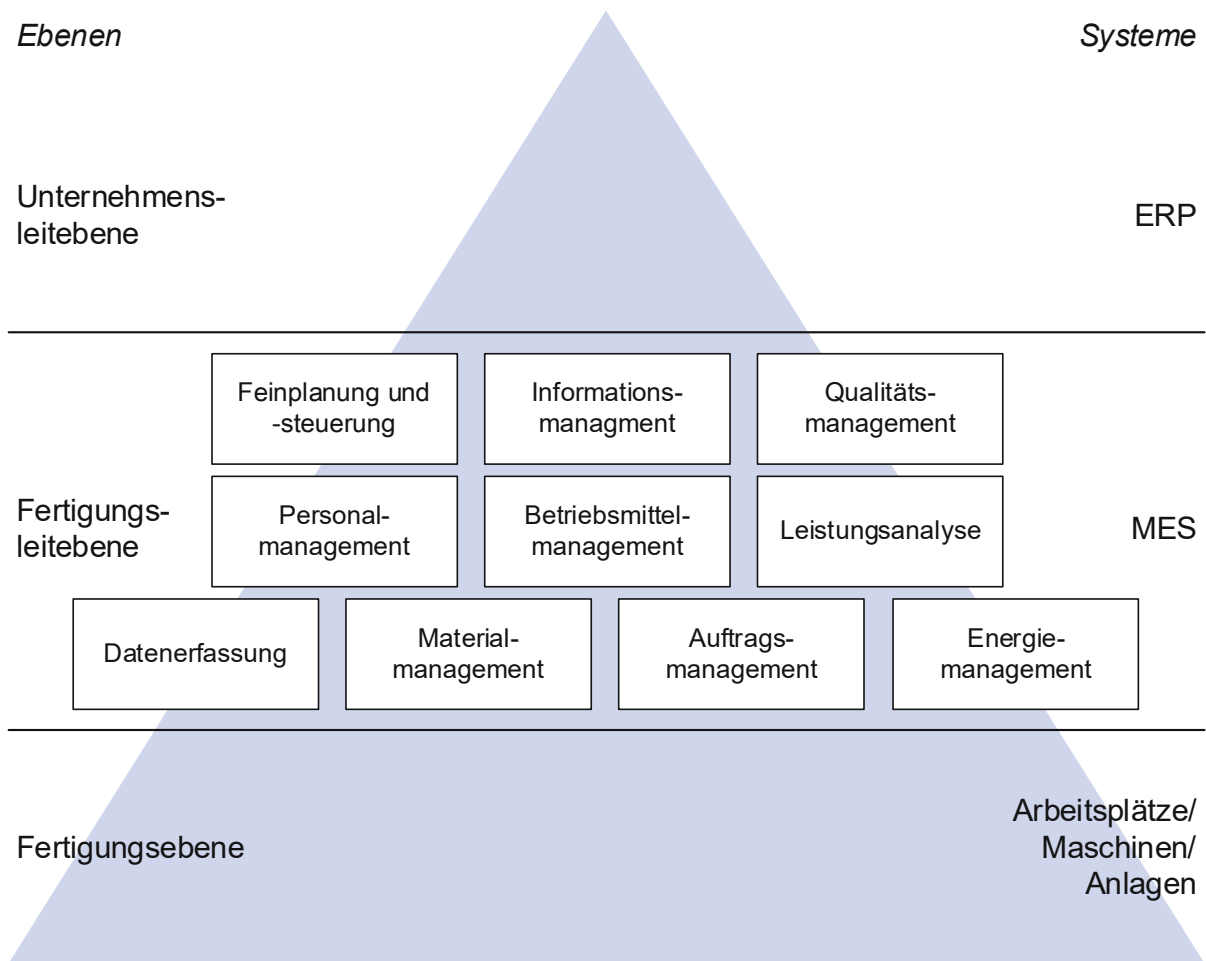 Ebenen
Systeme
Unternehmens-
leitebene
ERP
Feinplanung und
-steuerung
Informations-
managment
Qualitäts-
management
Fertigungs-
leitebene
Personal-
management
Betriebsmittel-
management
Leistungsanalyse
MES
Datenerfassung
Material-
management
Auftrags-
management
Energie-
management
Fertigungsebene
Arbeitsplätze/
Maschinen/
Anlagen